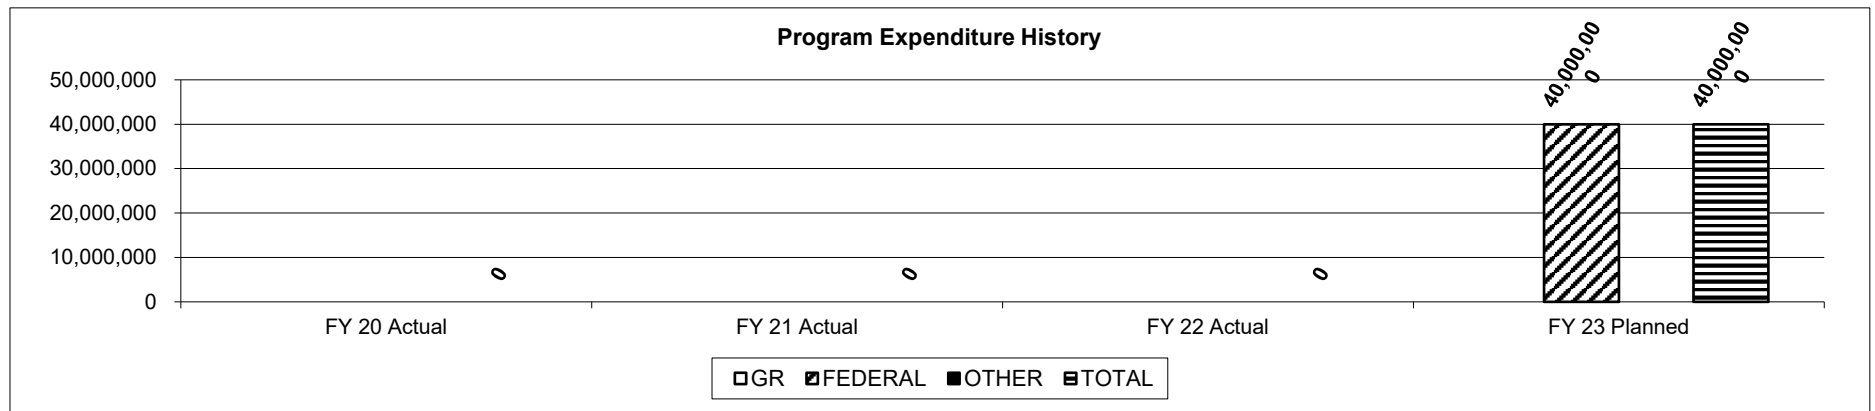 Program Expenditure History
50,000,000
40,000,000
30,000,000
20,000,000
10,000,000
0
40,000,00
0
40,000,00
0
0
0
0
FY 20 Actual
FY 21 Actual
FY 22 Actual
FY 23 Planned
GR FEDERAL OTHER TOTAL